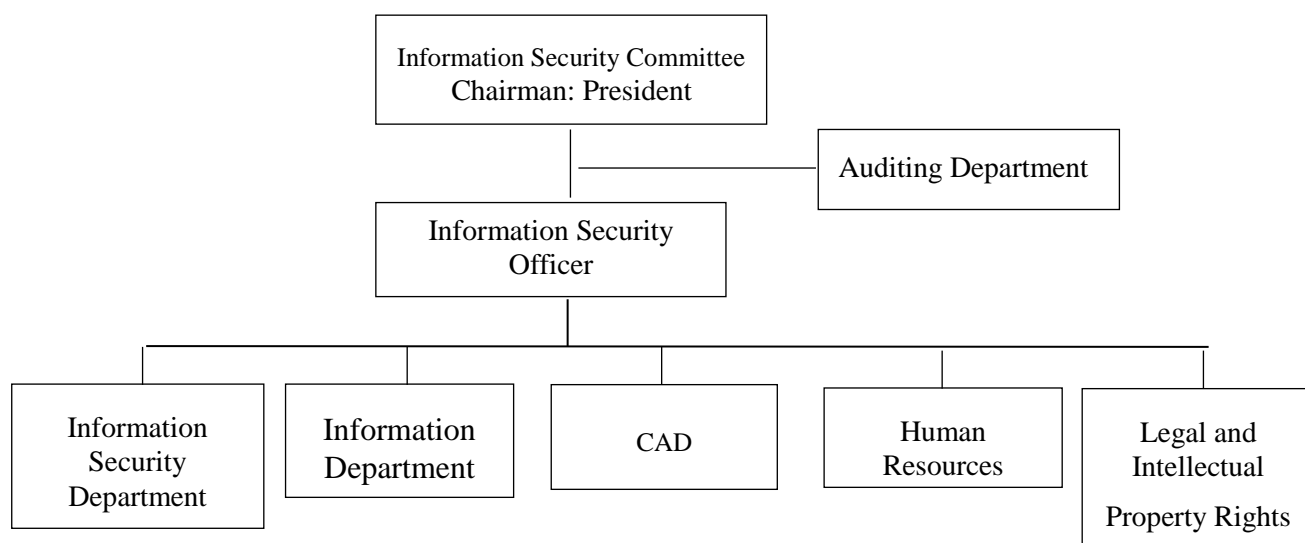 Information Security Committee
Chairman: President
Auditing Department
Information Security
Officer
Information
Security
Department
Information
Department
CAD
Human
Resources
Legal and
Intellectual
Property Rights